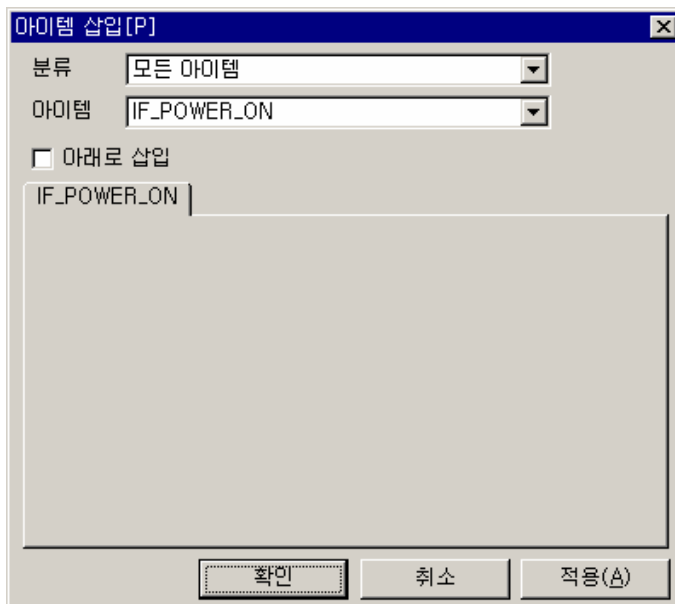 아이템 삽입[P]
분류 모든 아이템
아이템 IF_POWER_ON
아래로 삽입
IF_POWER_ON
확인 취소 적용(A)